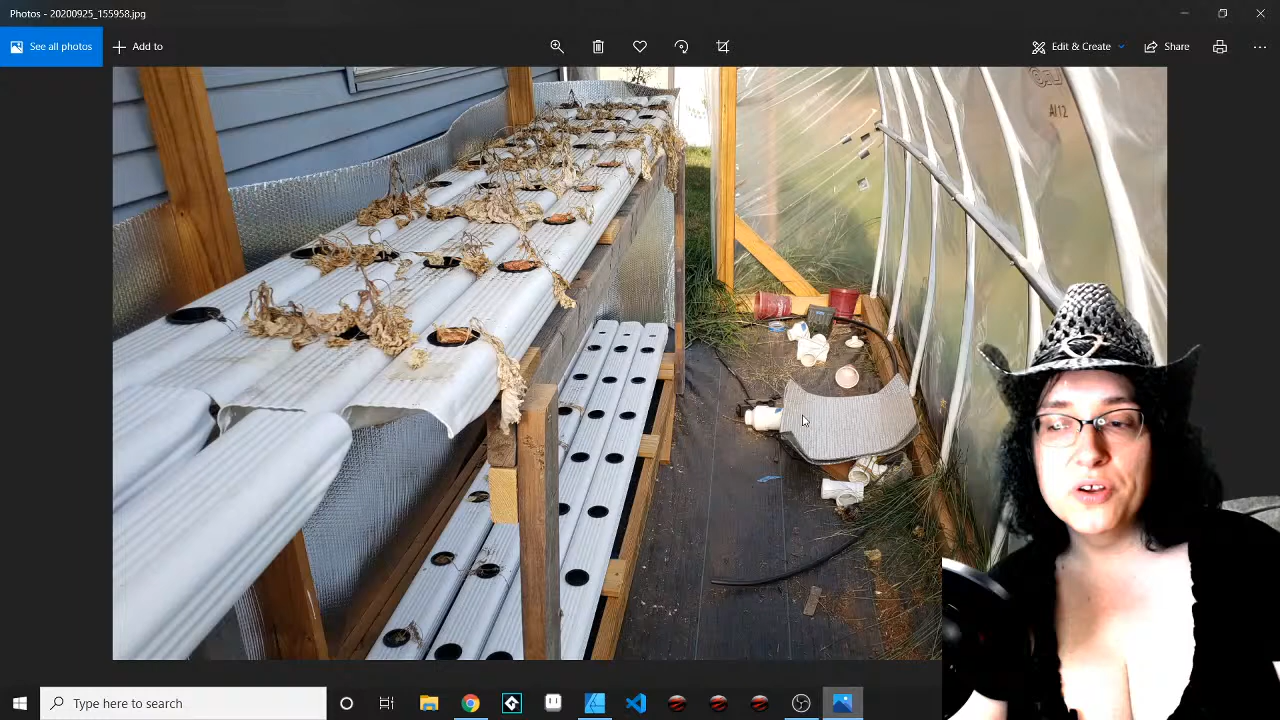 Photos - 20200925_155958.jpg
See all photos
Add to
Edit & Create
Share
Type here to search